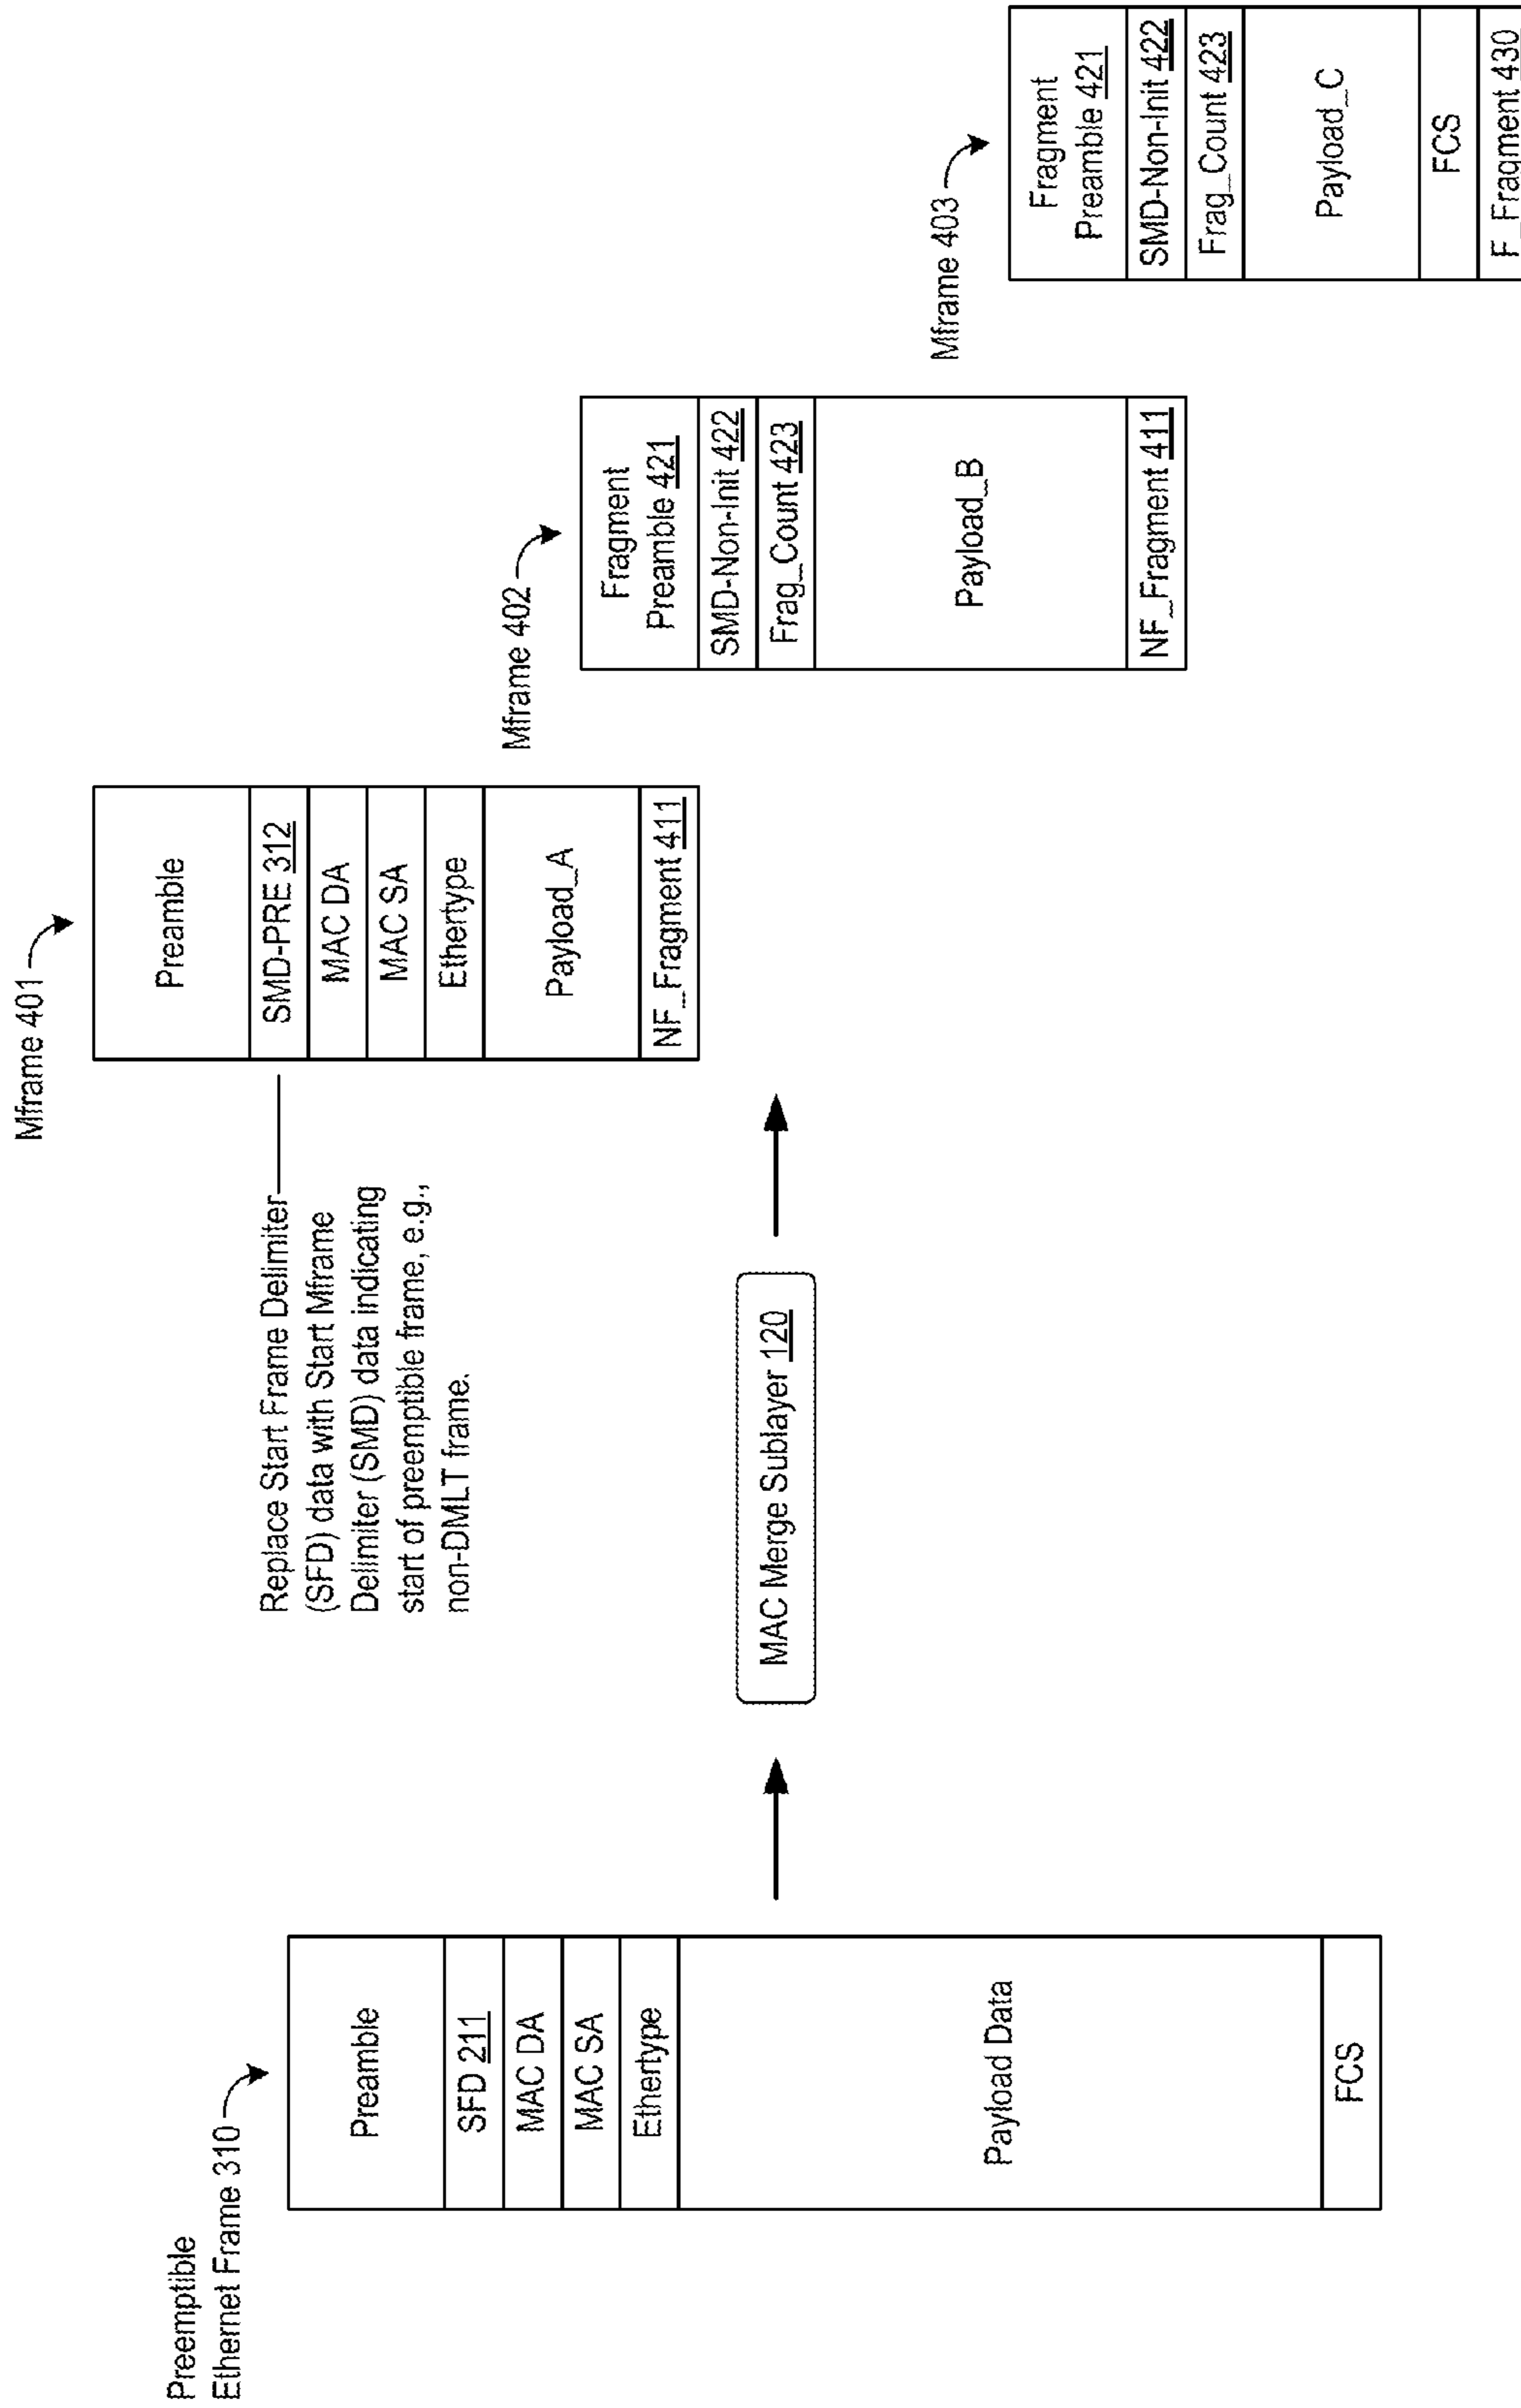 Preemptible
Ethernet Frame 310
Preamble
SFD 211
MAC DA
MAC SA
Ethertype
Payload Data
FCS
MAC Merge Sublayer 120
Replace Start Frame Delimiter
(SFD) data with Start Mframe
Delimiter (SMD) data indicating
start of preemptible frame, e.g.,
non-DMLT frame.
Mframe 401
Preamble
SMD-PRE 312
MAC DA
MAC SA
Ethertype
Payload_A
NF_Fragment 411
Mframe 402
Fragment
Preamble 421
SMD-Non-Init 422
Frag_Count 423
Payload_B
NF_Fragment 411
Mframe 403
Fragment
Preamble 421
SMD-Non-Init 422
Frag_Count 423
Payload_C
FCS
F_Fragment 430